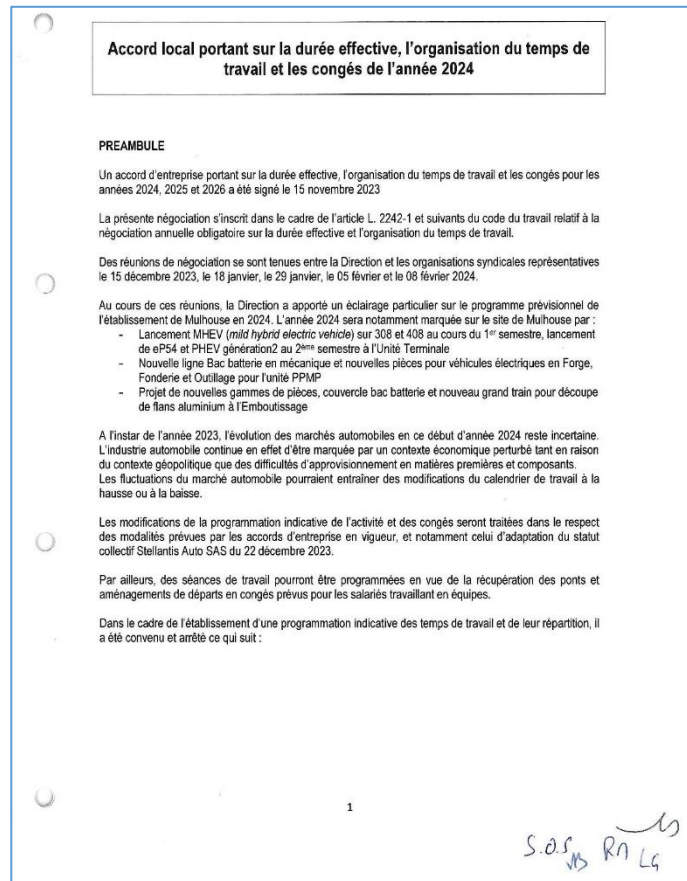 Accord local portant sur la durée effective, l'organisation du temps de
travail et les congés de l'année 2024
PREAMBULE
Un accord d'entreprise portant sur la durée effective, l'organisation du temps de travail et les congés pour les
années 2024, 2025 et 2026 a été signé le 15 novembre 2023
La présente négociation s'inscrit dans le cadre de l'article L. 2242-1 et suivants du code du travail relatif à la
négociation annuelle obligatoire sur la durée effective et l'organisation du temps de travail.
Des réunions de négociation se sont tenues entre la Direction et les organisations syndicales représentatives
le 15 décembre 2023, le 18 janvier, le 29 janvier, le 05 février et le 08 février 2024.
Au cours de ces réunions, la Direction a apporté un éclairage particulier sur le programme prévisionnel de
l'établissement de Mulhouse en 2024. L'année 2024 sera notamment marquée sur le site de Mulhouse par :
- Lancement MHEV (mild hybrid electric vehicle) sur 308 et 408 au cours du 1er semestre, lancement
de eP54 et PHEV génération2 au 2ème semestre à l'Unité Terminale
- Nouvelle ligne Bac batterie en mécanique et nouvelles pièces pour véhicules électriques en Forge,
Fonderie et Outillage pour l'unité PPMP
- Projet de nouvelles gammes de pièces, couvercle bac batterie et nouveau grand train pour découpe
de flans aluminium à l'Emboutissage
A l'instar de l'année 2023, l'évolution des marchés automobiles en ce début d'année 2024 reste incertaine.
L'industrie automobile continue en effet d'être marquée par un contexte économique perturbé tant en raison
du contexte géopolitique que des difficultés d'approvisionnement en matières premières et composants.
Les fluctuations du marché automobile pourraient entraîner des modifications du calendrier de travail à la
hausse ou à la baisse.
Les modifications de la programmation indicative de l'activité et des congés seront traitées dans le respect
des modalités prévues par les accords d'entreprise en vigueur, et notamment celui d'adaptation du statut
collectif Stellantis Auto SAS du 22 décembre 2023.
Par ailleurs, des séances de travail pourront être programmées en vue de la récupération des ponts et
aménagements de départs en congés prévus pour les salariés travaillant en équipes.
Dans le cadre de l'établissement d'une programmation indicative des temps de travail et de leur répartition, il
a été convenu et arrêté ce qui suit :
1
S.O.S RM LG